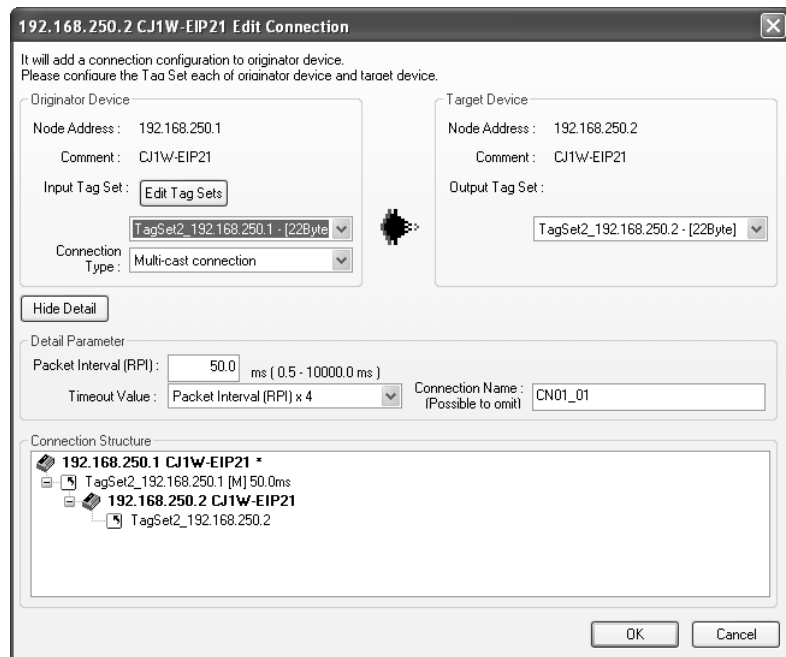 192.168.250.2 CJ1W-EIP21 Edit Connection
It will add a connection configuration to originator device.
Please configure the Tag Set each of originator device and target device.
Originator Device
Node Address : 192.168.250.1
Comment : CJ1W-EIP21
Input Tag Set : Edit Tag Sets
TagSet2_192.168.250.1 - [22Byte
Connection Type : Multi-cast connection
Target Device
Node Address : 192.168.250.2
Comment : CJ1W-EIP21
Output Tag Set :
TagSet2_192.168.250.2 - [22Byte]
Hide Detail
Detail Parameter
Packet Interval (RPI) : 50.0 ms ( 0.5 - 10000.0 ms )
Timeout Value : Packet Interval (RPI) x 4
Connection Name : CN01_01
(Possible to omit)
Connection Structure
192.168.250.1 CJ1W-EIP21 *
TagSet2_192.168.250.1 [M] 50.0ms
192.168.250.2 CJ1W-EIP21
TagSet2_192.168.250.2
OK Cancel